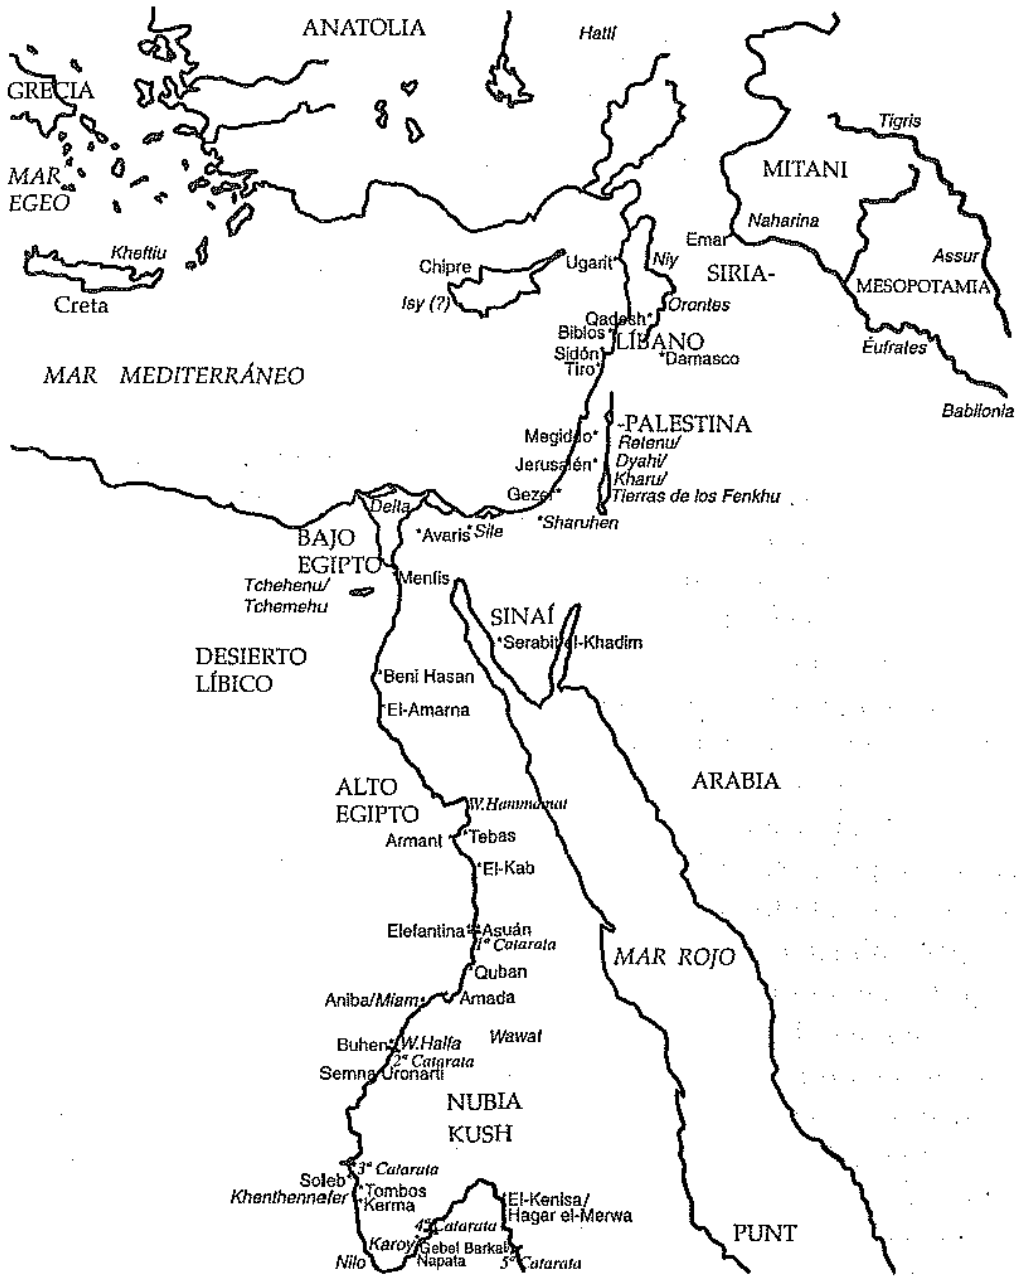 ANATOLIA
Hatti
GRECIA
Tigris
MITANI
MAR
EGEO
Naharina
Emar
Kheftiu
Assur
Chipre
Ugarit
Niy
SIRIA-
MESOPOTAMIA
Creta
Isy (?)
Orontes
Qadesh
Biblos
LÍBANO
Éufrates
Sidón
Damasco
Tiro
MAR MEDITERRÁNEO
Babilonia
-PALESTINA
Megiddo
Retenu/
Jerusalén
Dyahi/
Kharu/
Gezer
Tierras de los Fenkhu
Delta
Sharuhen
Avaris
Sile
BAJO
EGIPTO
Menfis
Tchehenu/
Tchemehu
SINAÍ
Serabit el-Khadim
DESIERTO
LÍBICO
Beni Hasan
El-Amarna
ARABIA
ALTO
EGIPTO
W.Hammamat
Armant
Tebas
El-Kab
Elefantina
Asuán
1ª Catarata
MAR ROJO
Quban
Aniba/Miam
Amada
Wawat
Buhen
W.Halfa
2ª Catarata
Semna
Uronarti
NUBIA
KUSH
3ª Catarata
Soleb
Tombos
Khenthennefer
Kerma
El-Kenisa/
Hagar el-Merwa
4ª Catarata
PUNT
Karoy
Gebel Barkal
Nilo
Napata
5ª Catarata